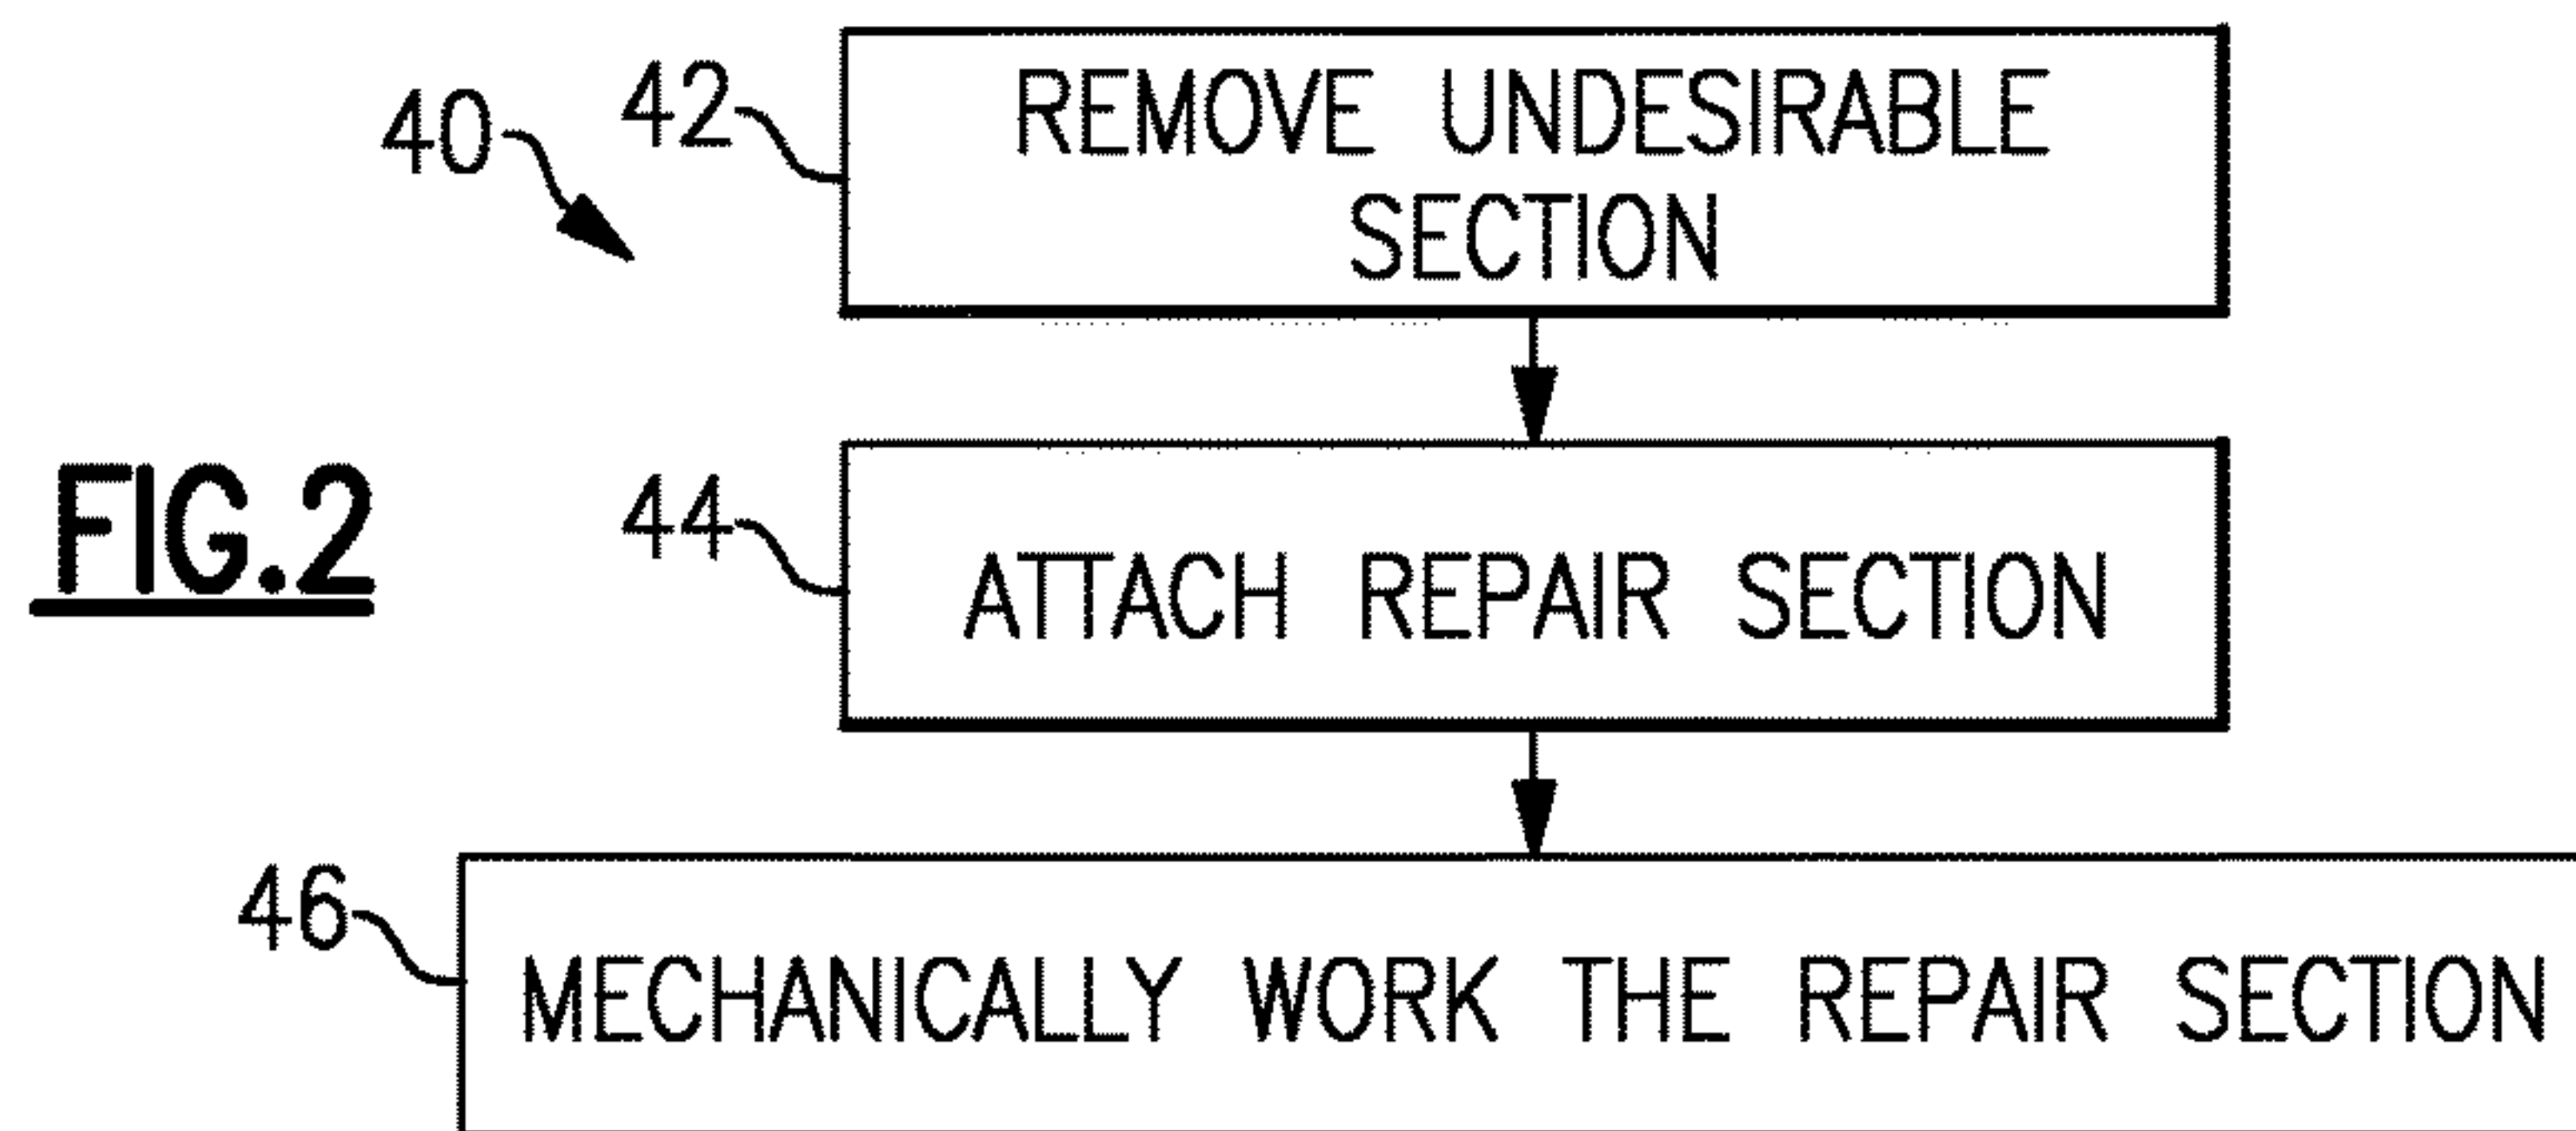 40
42
REMOVE UNDESIRABLE
SECTION
FIG.2
44
ATTACH REPAIR SECTION
46
MECHANICALLY WORK THE REPAIR SECTION